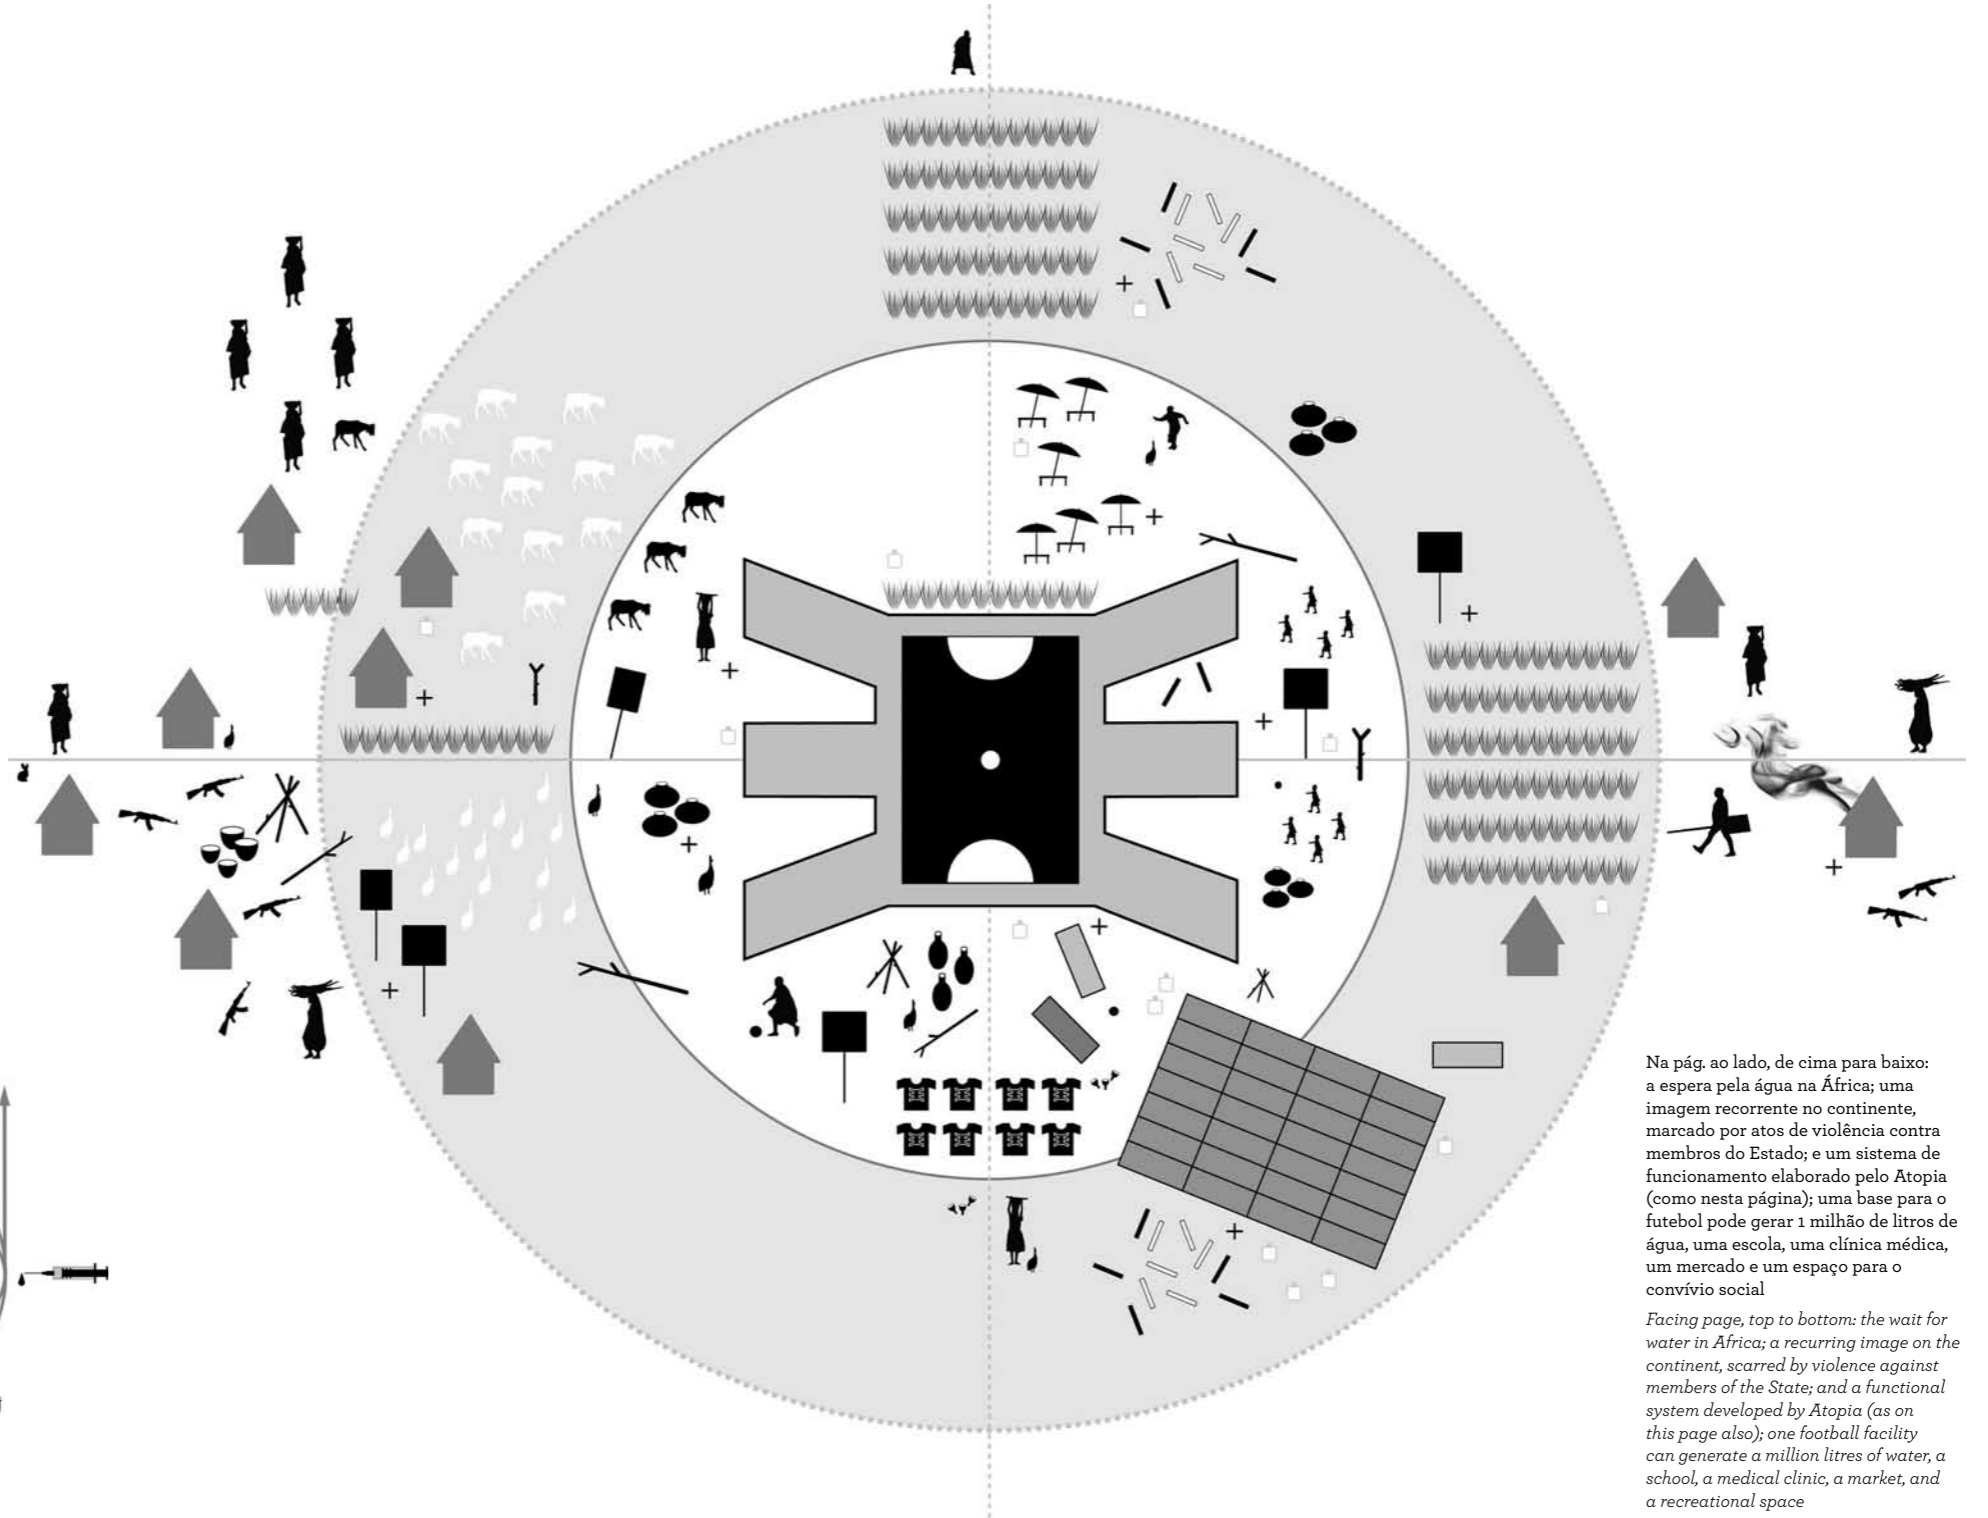 Na pág. ao lado, de cima para baixo:
a espera pela água na África; uma
imagem recorrente no continente,
marcado por atos de violência contra
membros do Estado; e um sistema de
funcionamento elaborado pelo Atopia
(como nesta página); uma base para o
futebol pode gerar 1 milhão de litros de
água, uma escola, uma clínica médica,
um mercado e um espaço para o
convívio social
Facing page, top to bottom: the wait for
water in Africa; a recurring image on the
continent, scarred by violence against
members of the State; and a functional
system developed by Atopia (as on
this page also); one football facility
can generate a million litres of water, a
school, a medical clinic, a market, and
a recreational space